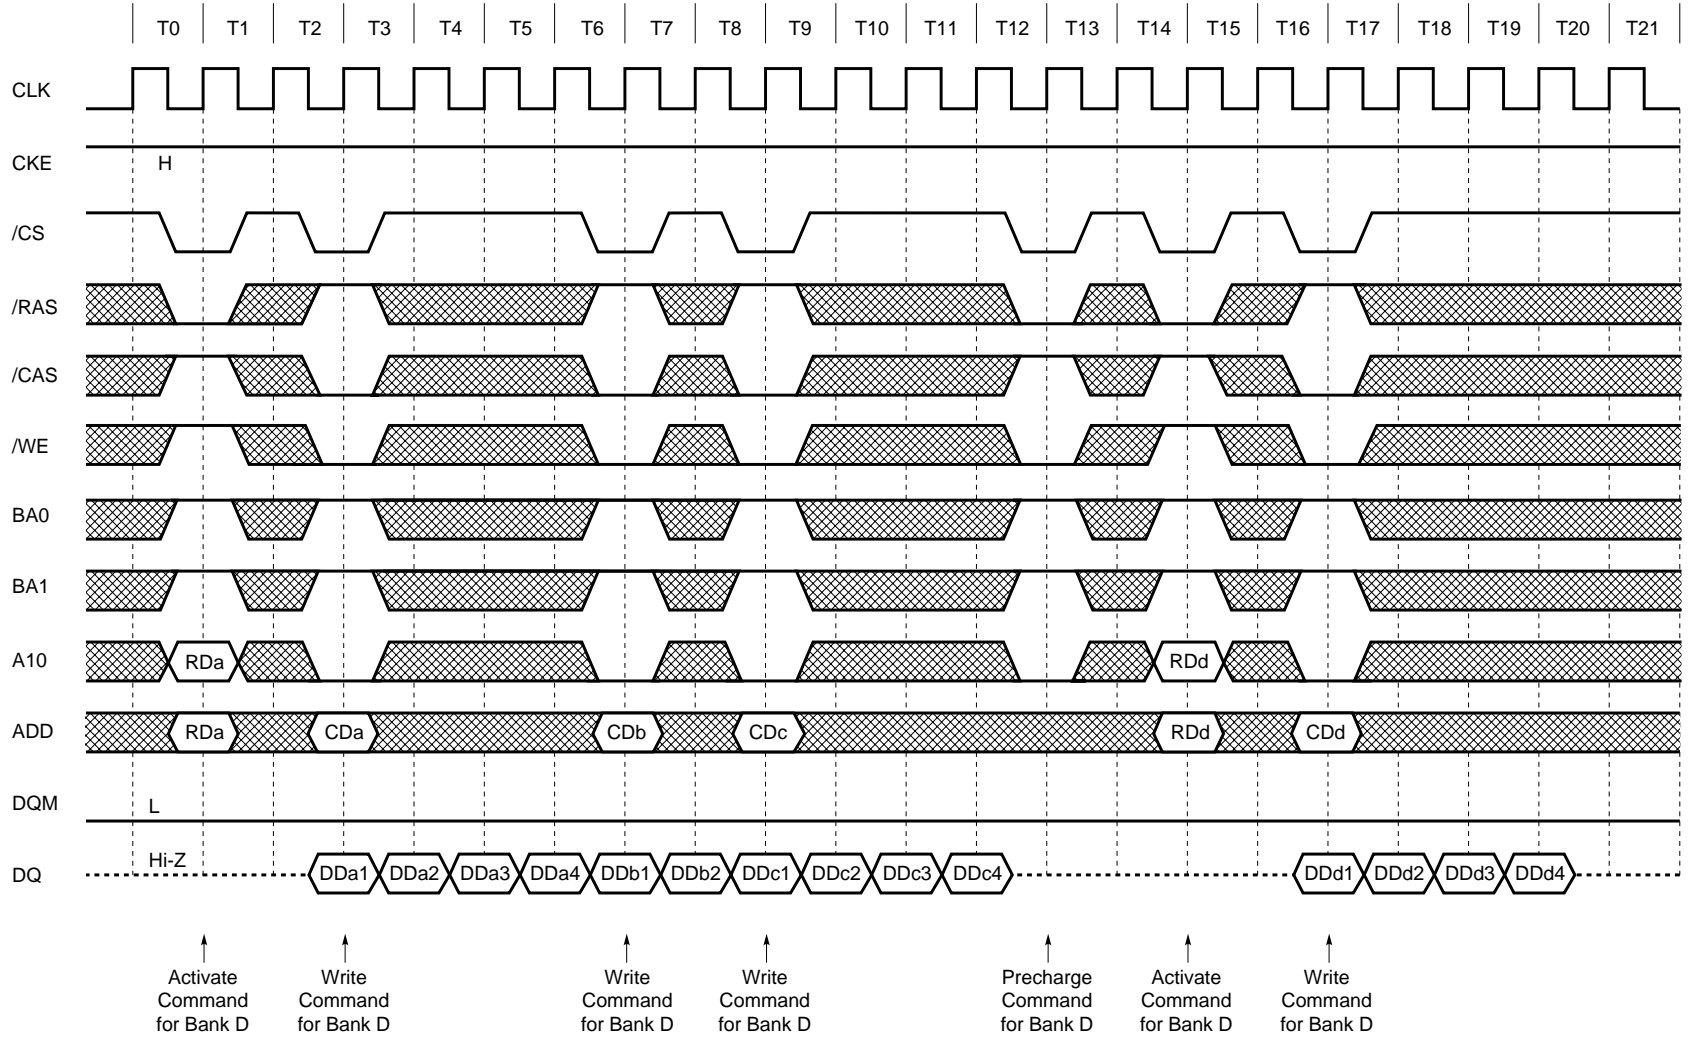 T0 T1 T2 T3 T4 T5 T6 T7 T8 T9 T10 T11 T12 T13 T14 T15 T16 T17 T18 T19 T20 T21
CLK
CKE H
/CS
/RAS
/CAS
/WE
BA0
BA1
A10 RDa RDd
ADD RDa CDa CDb CDc RDd CDd
DQM L
DQ Hi-Z DDa1 DDa2 DDa3 DDa4 DDb1 DDb2 DDc1 DDc2 DDc3 DDc4 DDd1 DDd2 DDd3 DDd4
Activate Write Write Write Precharge Activate Write
Command Command Command Command Command Command Command
for Bank D for Bank D for Bank D for Bank D for Bank D for Bank D for Bank D